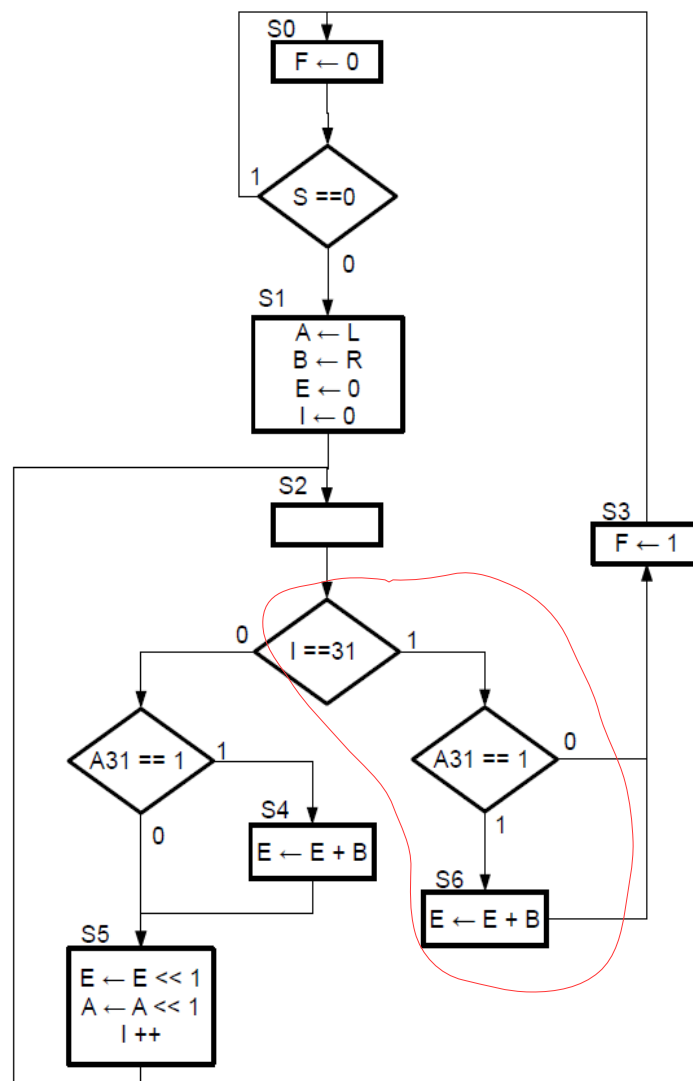 S0
F ← 0
S ==0
1
0
S1
A ← L
B ← R
E ← 0
I ← 0
S2
S3
F ← 1
I ==31
0
1
A31 == 1
1
0
A31 == 1
0
1
S4
E ← E + B
S6
E ← E + B
S5
E ← E << 1
A ← A << 1
I ++